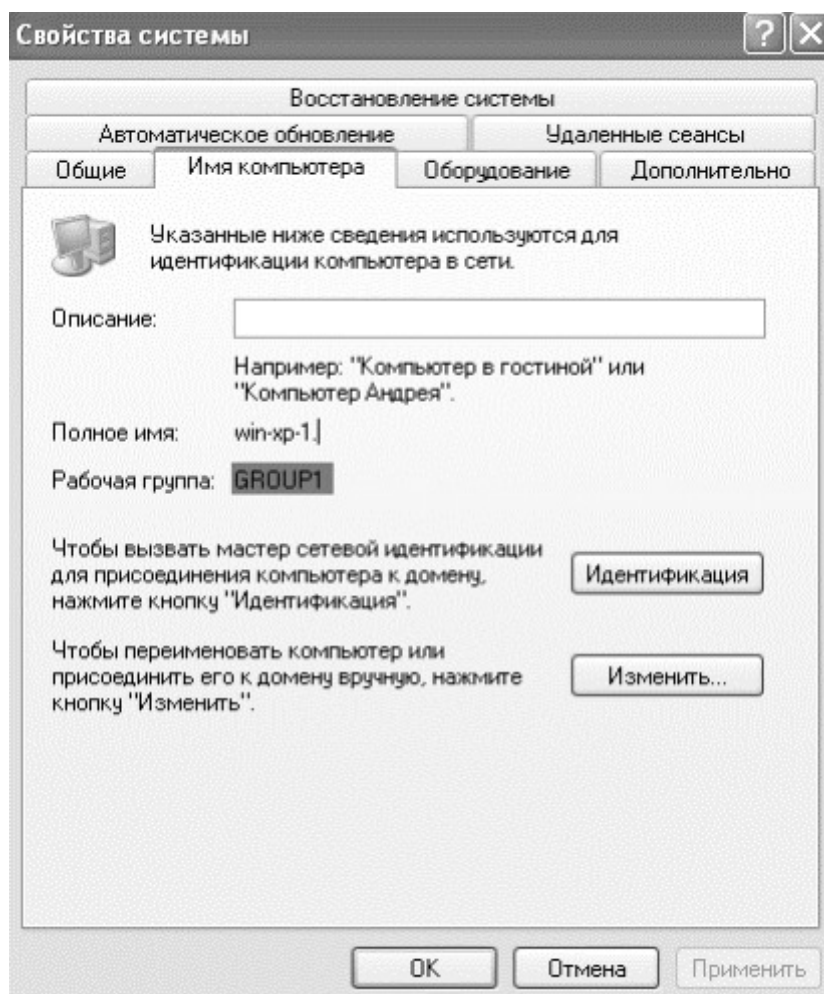 Свойства системы
Восстановление системы
Автоматическое обновление
Удаленные сеансы
Общие
Имя компьютера
Оборудование
Дополнительно
Указанные ниже сведения используются для
идентификации компьютера в сети.
Описание:
Например: "Компьютер в гостиной" или
"Компьютер Андрея".
Полное имя: win-xp-1.
Рабочая группа: GROUP1
Чтобы вызвать мастер сетевой идентификации
для присоединения компьютера к домену,
нажмите кнопку "Идентификация".
Идентификация
Чтобы переименовать компьютер или
присоединить его к домену вручную, нажмите
кнопку "Изменить".
Изменить...
OK
Отмена
Применить